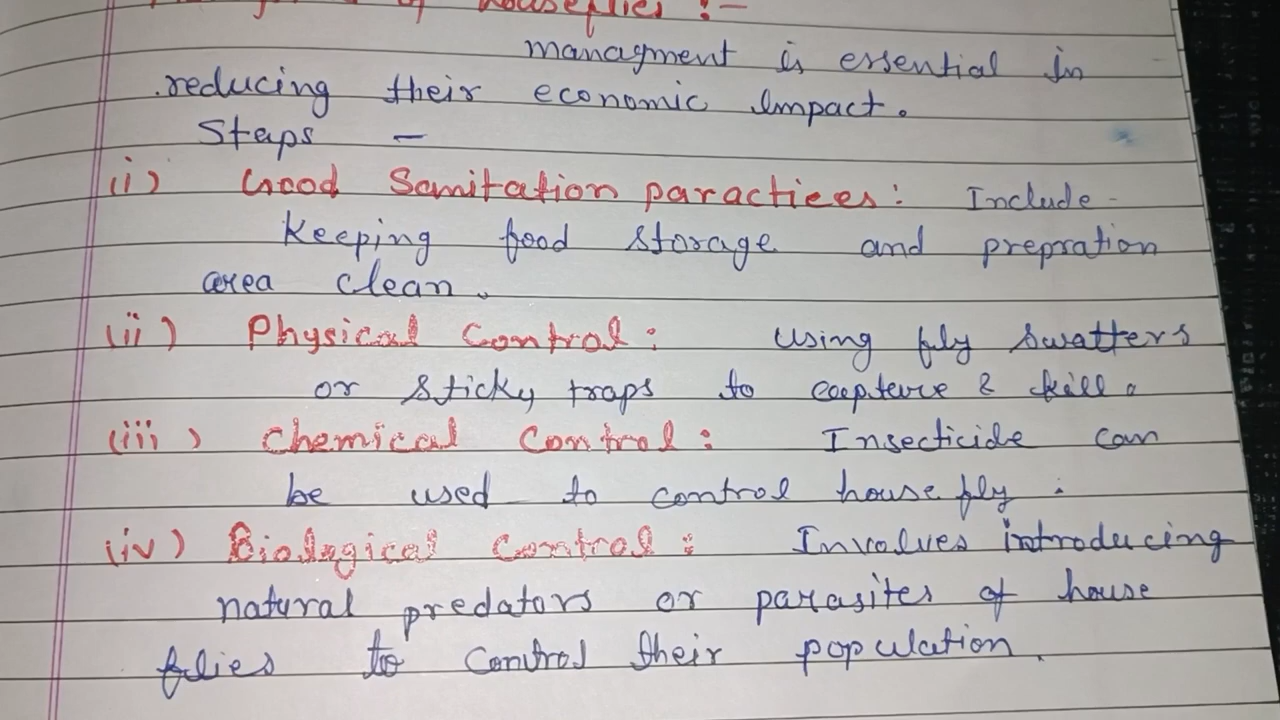 of houseflies :-
managment is essential in
reducing their economic impact.
Steps -
(i) Good Sanitation paractices: Include -
Keeping food storage and prepration
area clean.
(ii) Physical Control: using fly swatters
or sticky traps to capture & kill.
(iii) Chemical Control: Insecticide can
be used to control house fly.
(iv) Biological Control: Involves introducing
natural predators or parasites of house
flies to control their population.